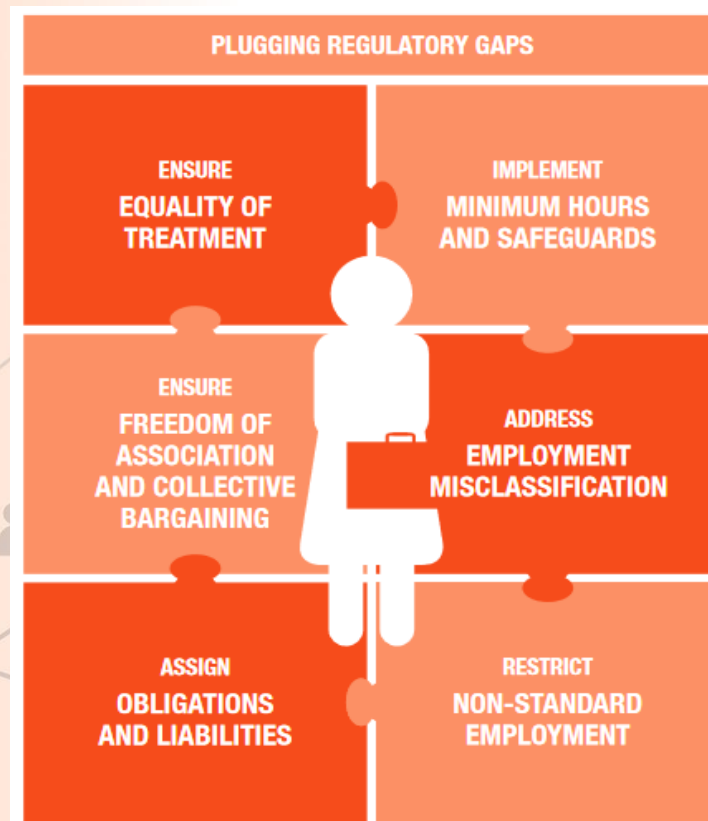 PLUGGING REGULATORY GAPS
ENSURE
EQUALITY OF
TREATMENT
IMPLEMENT
MINIMUM HOURS
AND SAFEGUARDS
ENSURE
FREEDOM OF
ASSOCIATION
AND COLLECTIVE
BARGAINING
ADDRESS
EMPLOYMENT
MISCLASSIFICATION
ASSIGN
OBLIGATIONS
AND LIABILITIES
RESTRICT
NON-STANDARD
EMPLOYMENT